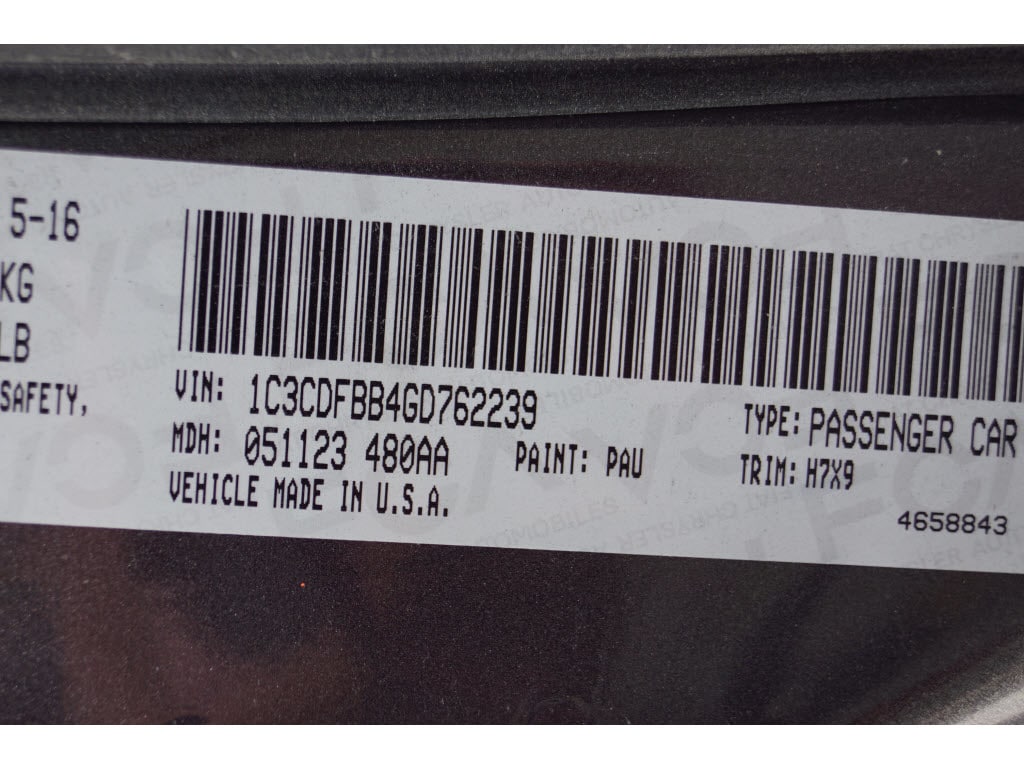 5-16
KG
LB
SAFETY,
VIN: 1C3CDFBB4GD762239
TYPE: PASSENGER CAR
MDH: 051123 480AA
PAINT: PAU
TRIM: H7X9
VEHICLE MADE IN U.S.A.
4658843